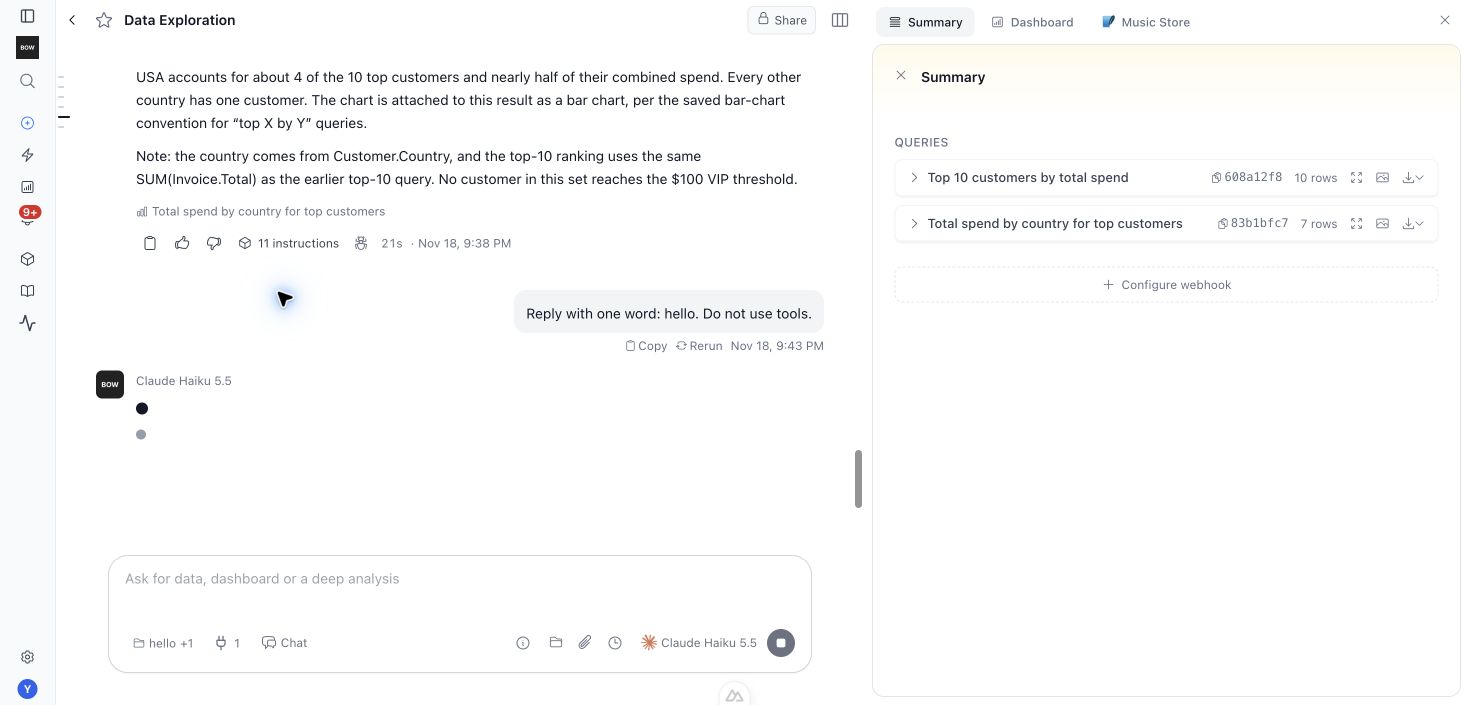 Data Exploration
Share
Summary
Dashboard
Music Store
BOW
9+
USA accounts for about 4 of the 10 top customers and nearly half of their combined spend. Every other
country has one customer. The chart is attached to this result as a bar chart, per the saved bar-chart
convention for “top X by Y” queries.
Note: the country comes from Customer.Country, and the top-10 ranking uses the same
SUM(Invoice.Total) as the earlier top-10 query. No customer in this set reaches the $100 VIP threshold.
Total spend by country for top customers
11 instructions 21s · Nov 18, 9:38 PM
Reply with one word: hello. Do not use tools.
Copy Rerun Nov 18, 9:43 PM
BOW Claude Haiku 5.5
Ask for data, dashboard or a deep analysis
hello +1 1 Chat Claude Haiku 5.5
Y
Summary
QUERIES
Top 10 customers by total spend 608a12f8 10 rows
Total spend by country for top customers 83b1bfc7 7 rows
+ Configure webhook